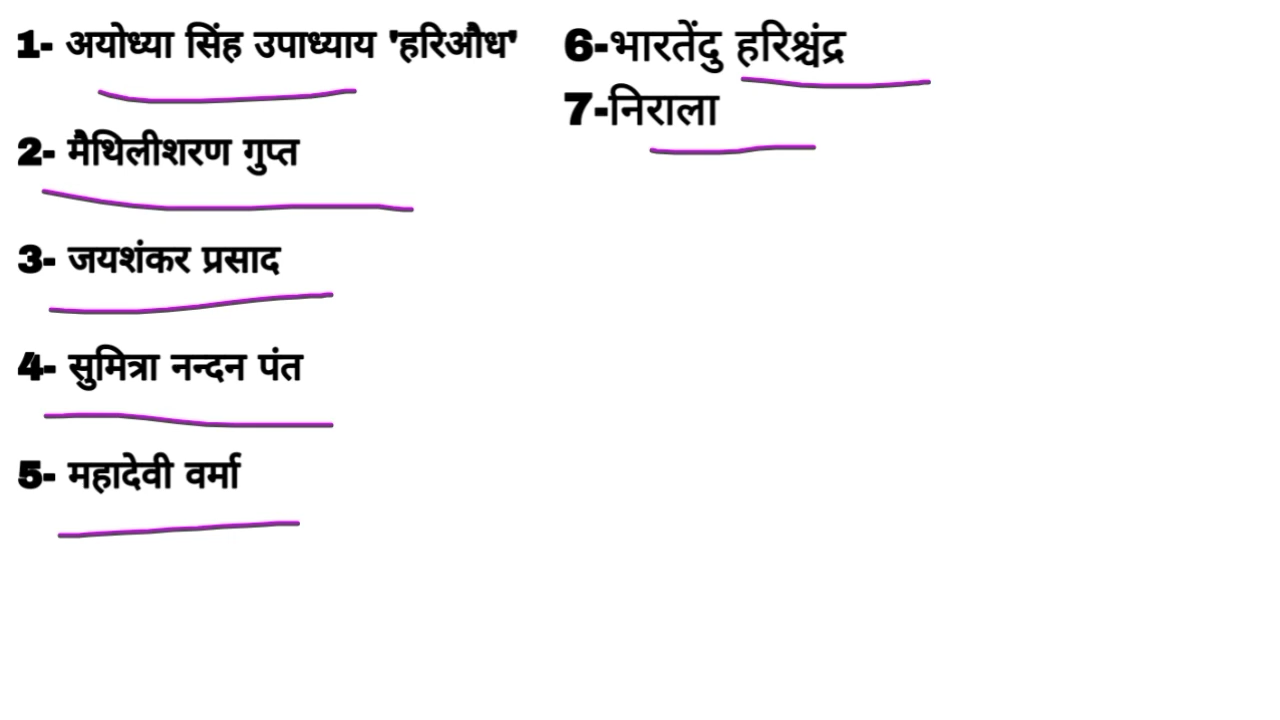 1- अयोध्या सिंह उपाध्याय 'हरिऔध'
2- मैथिलीशरण गुप्त
3- जयशंकर प्रसाद
4- सुमित्रा नन्दन पंत
5- महादेवी वर्मा
6-भारतेंदु हरिश्चंद्र
7-निराला